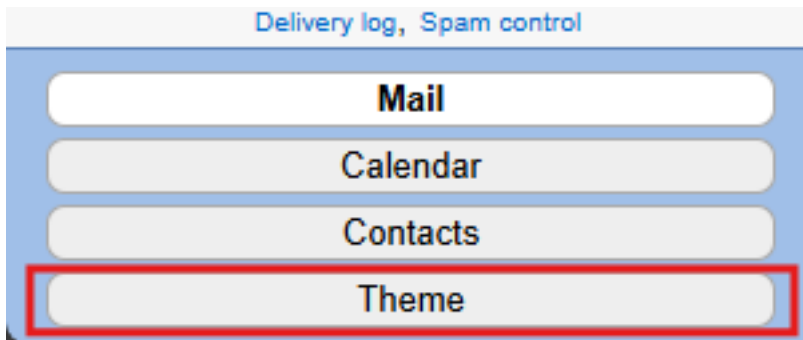 Delivery log, Spam control
Mail
Calendar
Contacts
Theme